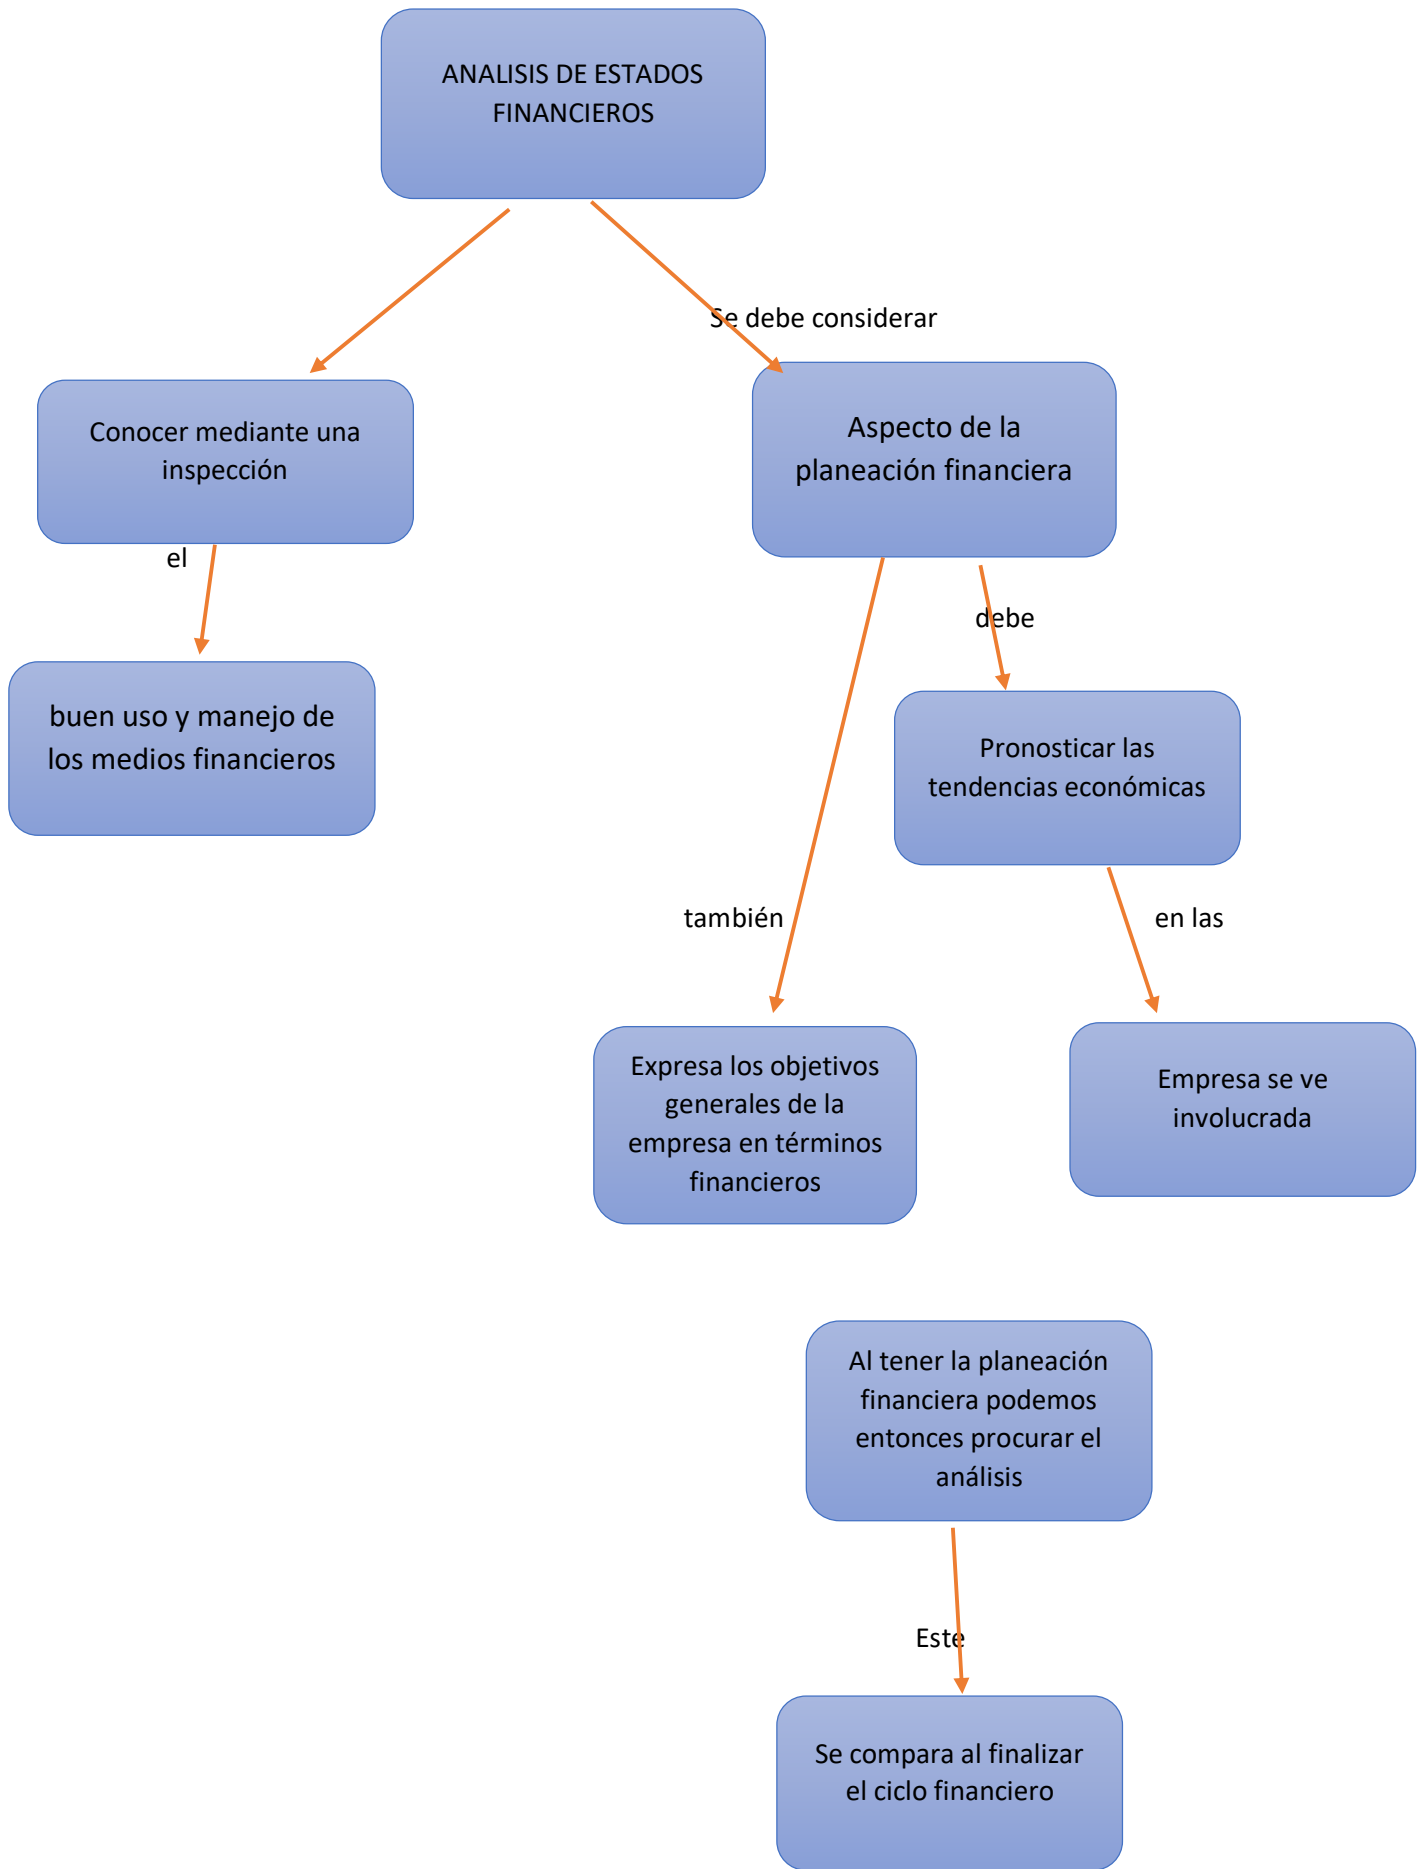 ANALISIS DE ESTADOS
FINANCIEROS
Se debe considerar
Conocer mediante una
inspección
Aspecto de la
planeación financiera
el
debe
buen uso y manejo de
los medios financieros
Pronosticar las
tendencias económicas
también
en las
Expresa los objetivos
generales de la
empresa en términos
financieros
Empresa se ve
involucrada
Al tener la planeación
financiera podemos
entonces procurar el
análisis
Este
Se compara al finalizar
el ciclo financiero